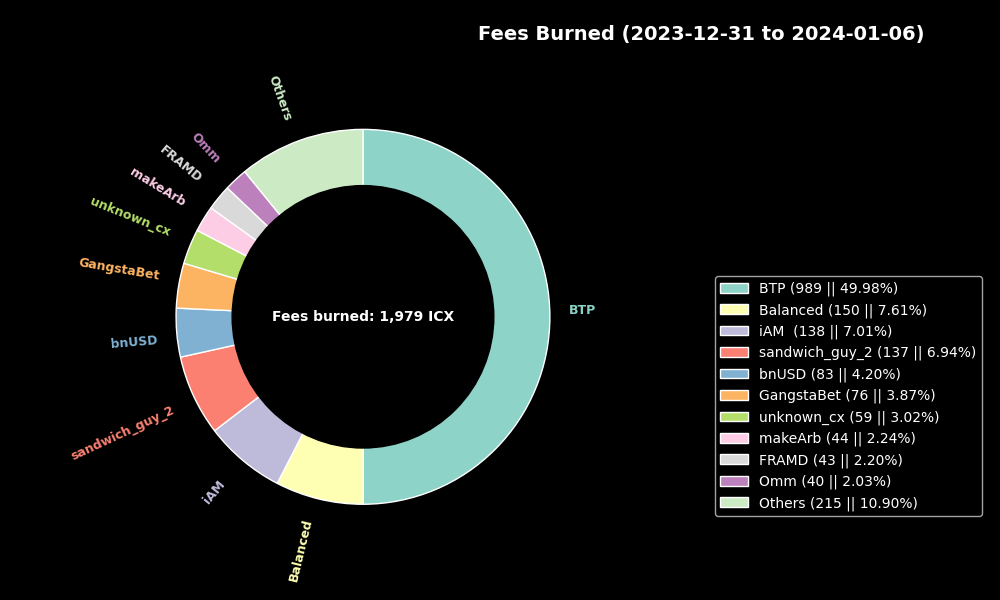 Fees Burned (2023-12-31 to 2024-01-06)
Others
Omm
FRAMD
makeArb
unknown_cx
GangstaBet
bnUSD
sandwich_guy_2
iAM
Balanced
BTP
Fees burned: 1,979 ICX
BTP (989 || 49.98%)
Balanced (150 || 7.61%)
iAM  (138 || 7.01%)
sandwich_guy_2 (137 || 6.94%)
bnUSD (83 || 4.20%)
GangstaBet (76 || 3.87%)
unknown_cx (59 || 3.02%)
makeArb (44 || 2.24%)
FRAMD (43 || 2.20%)
Omm (40 || 2.03%)
Others (215 || 10.90%)